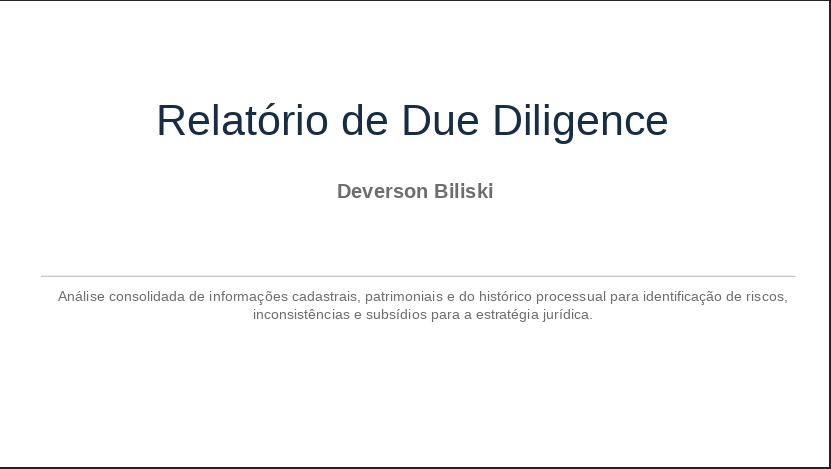 Relatório de Due Diligence
Deverson Biliski
Análise consolidada de informações cadastrais, patrimoniais e do histórico processual para identificação de riscos,
inconsistências e subsídios para a estratégia jurídica.